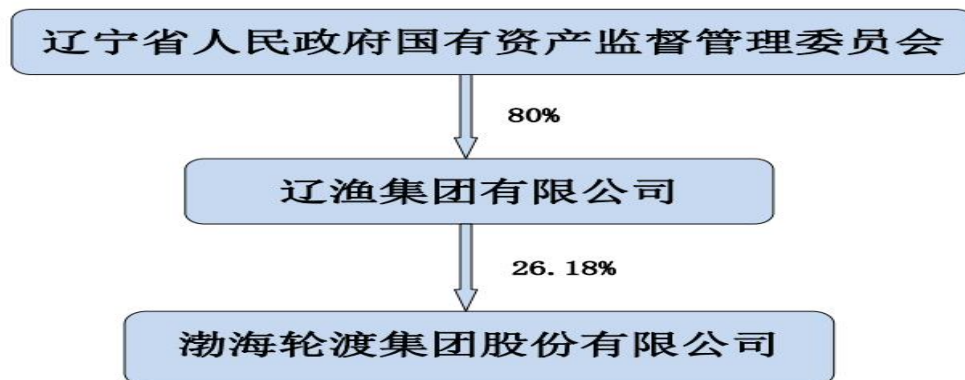 辽宁省人民政府国有资产监督管理委员会
80%
辽渔集团有限公司
26.18%
渤海轮渡集团股份有限公司